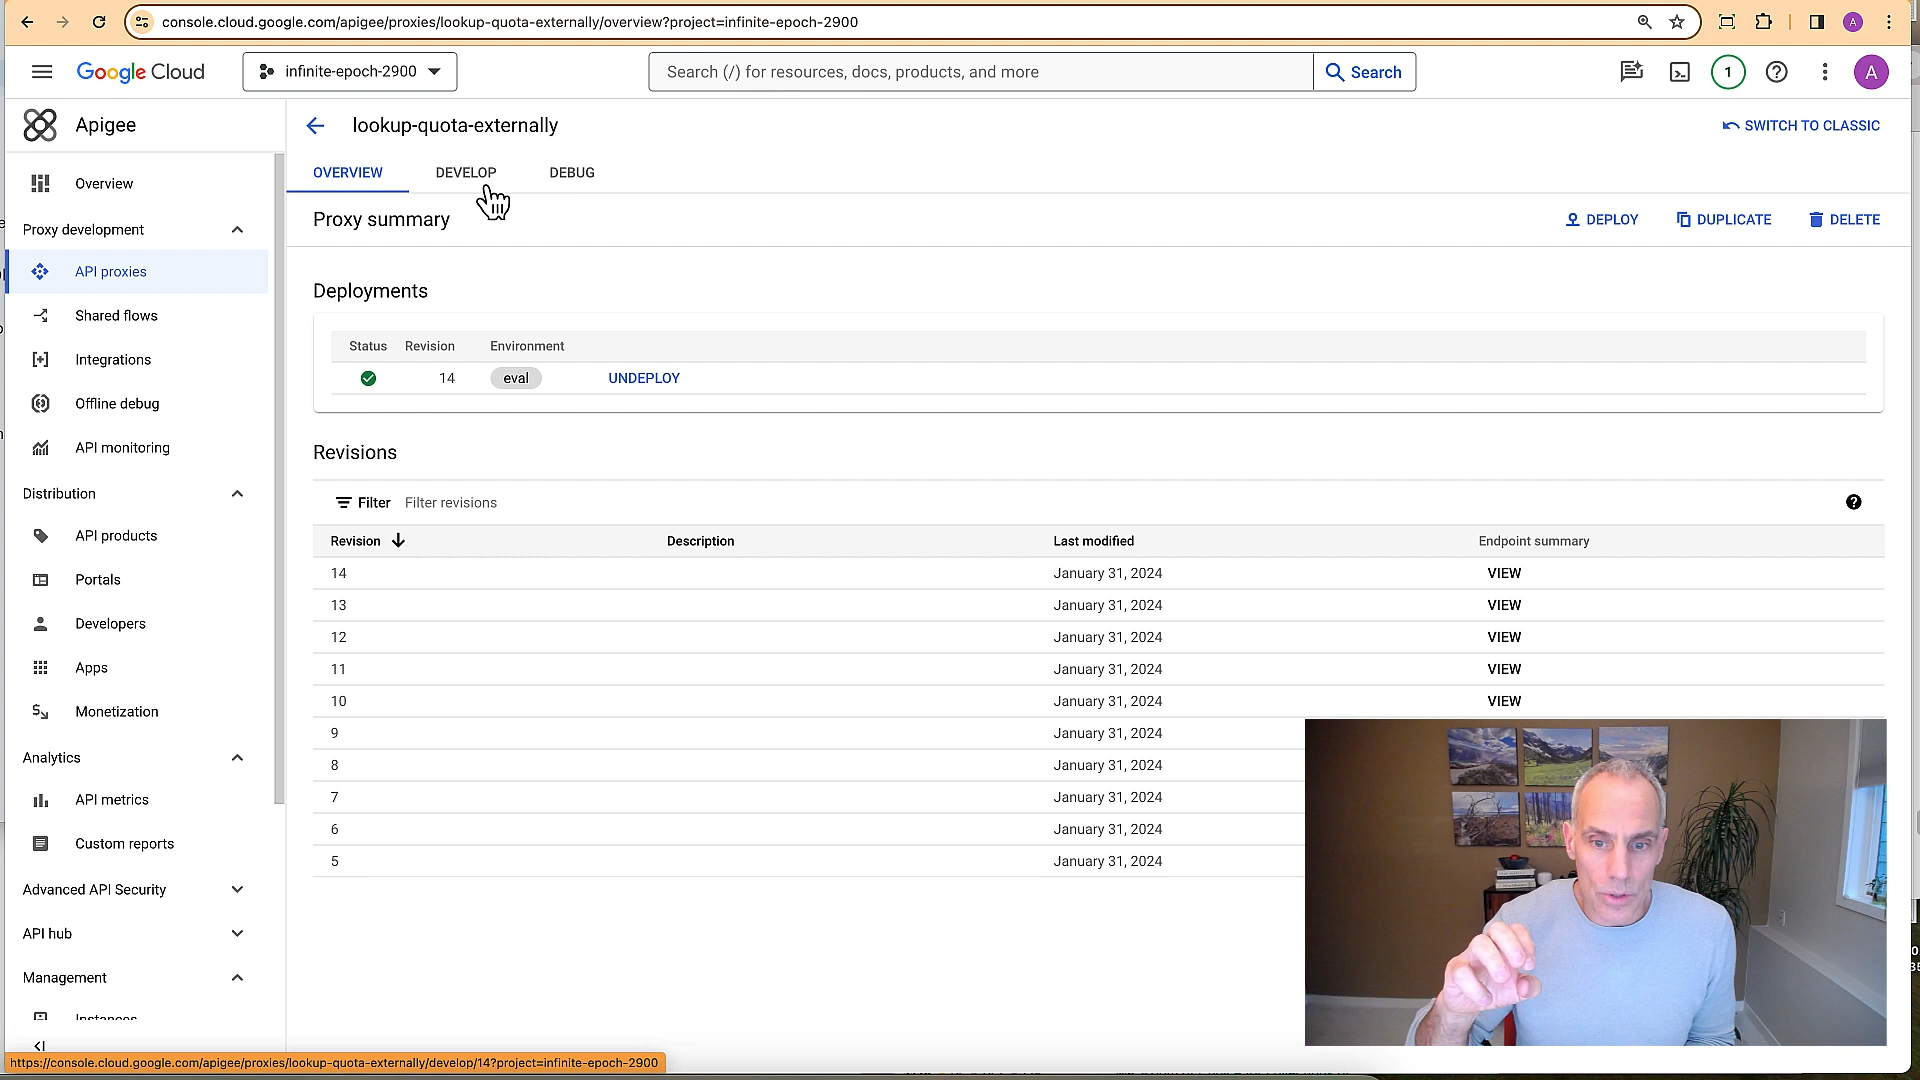 console.cloud.google.com/apigee/proxies/lookup-quota-externally/overview?project=infinite-epoch-2900
A
Google Cloud
infinite-epoch-2900
Search (/) for resources, docs, products, and more
Search
1
A
Apigee
lookup-quota-externally
SWITCH TO CLASSIC
OVERVIEW
DEVELOP
DEBUG
Overview
Proxy development
API proxies
Shared flows
Integrations
Offline debug
API monitoring
Distribution
API products
Portals
Developers
Apps
Monetization
Analytics
API metrics
Custom reports
Advanced API Security
API hub
Management
Instances
Proxy summary
DEPLOY
DUPLICATE
DELETE
Deployments
Status Revision Environment
14 eval UNDEPLOY
Revisions
Filter Filter revisions
Revision Description Last modified Endpoint summary
14 January 31, 2024 VIEW
13 January 31, 2024 VIEW
12 January 31, 2024 VIEW
11 January 31, 2024 VIEW
10 January 31, 2024 VIEW
9 January 31, 2024
8 January 31, 2024
7 January 31, 2024
6 January 31, 2024
5 January 31, 2024
https://console.cloud.google.com/apigee/proxies/lookup-quota-externally/develop/14?project=infinite-epoch-2900